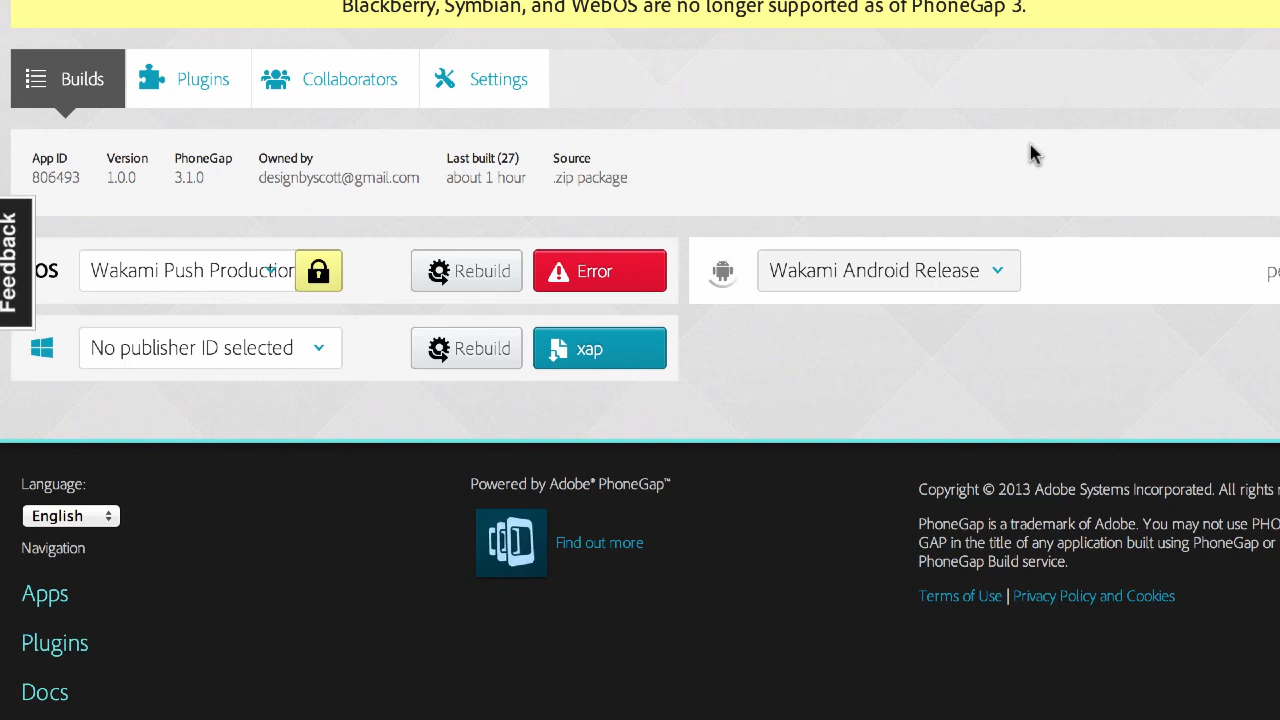 Blackberry, Symbian, and WebOS are no longer supported as of PhoneGap 3.
Builds
Plugins
Collaborators
Settings
App ID
Version
PhoneGap
Owned by
Last built (27)
Source
806493
1.0.0
3.1.0
designbyscott@gmail.com
about 1 hour
.zip package
Feedback
OS
Wakami Push Production
Rebuild
Error
Wakami Android Release
pe
No publisher ID selected
Rebuild
xap
Language:
English
Navigation
Apps
Plugins
Docs
Powered by Adobe® PhoneGap™
Find out more
Copyright © 2013 Adobe Systems Incorporated. All rights
PhoneGap is a trademark of Adobe. You may not use PHO
GAP in the title of any application built using PhoneGap or
PhoneGap Build service.
Terms of Use | Privacy Policy and Cookies